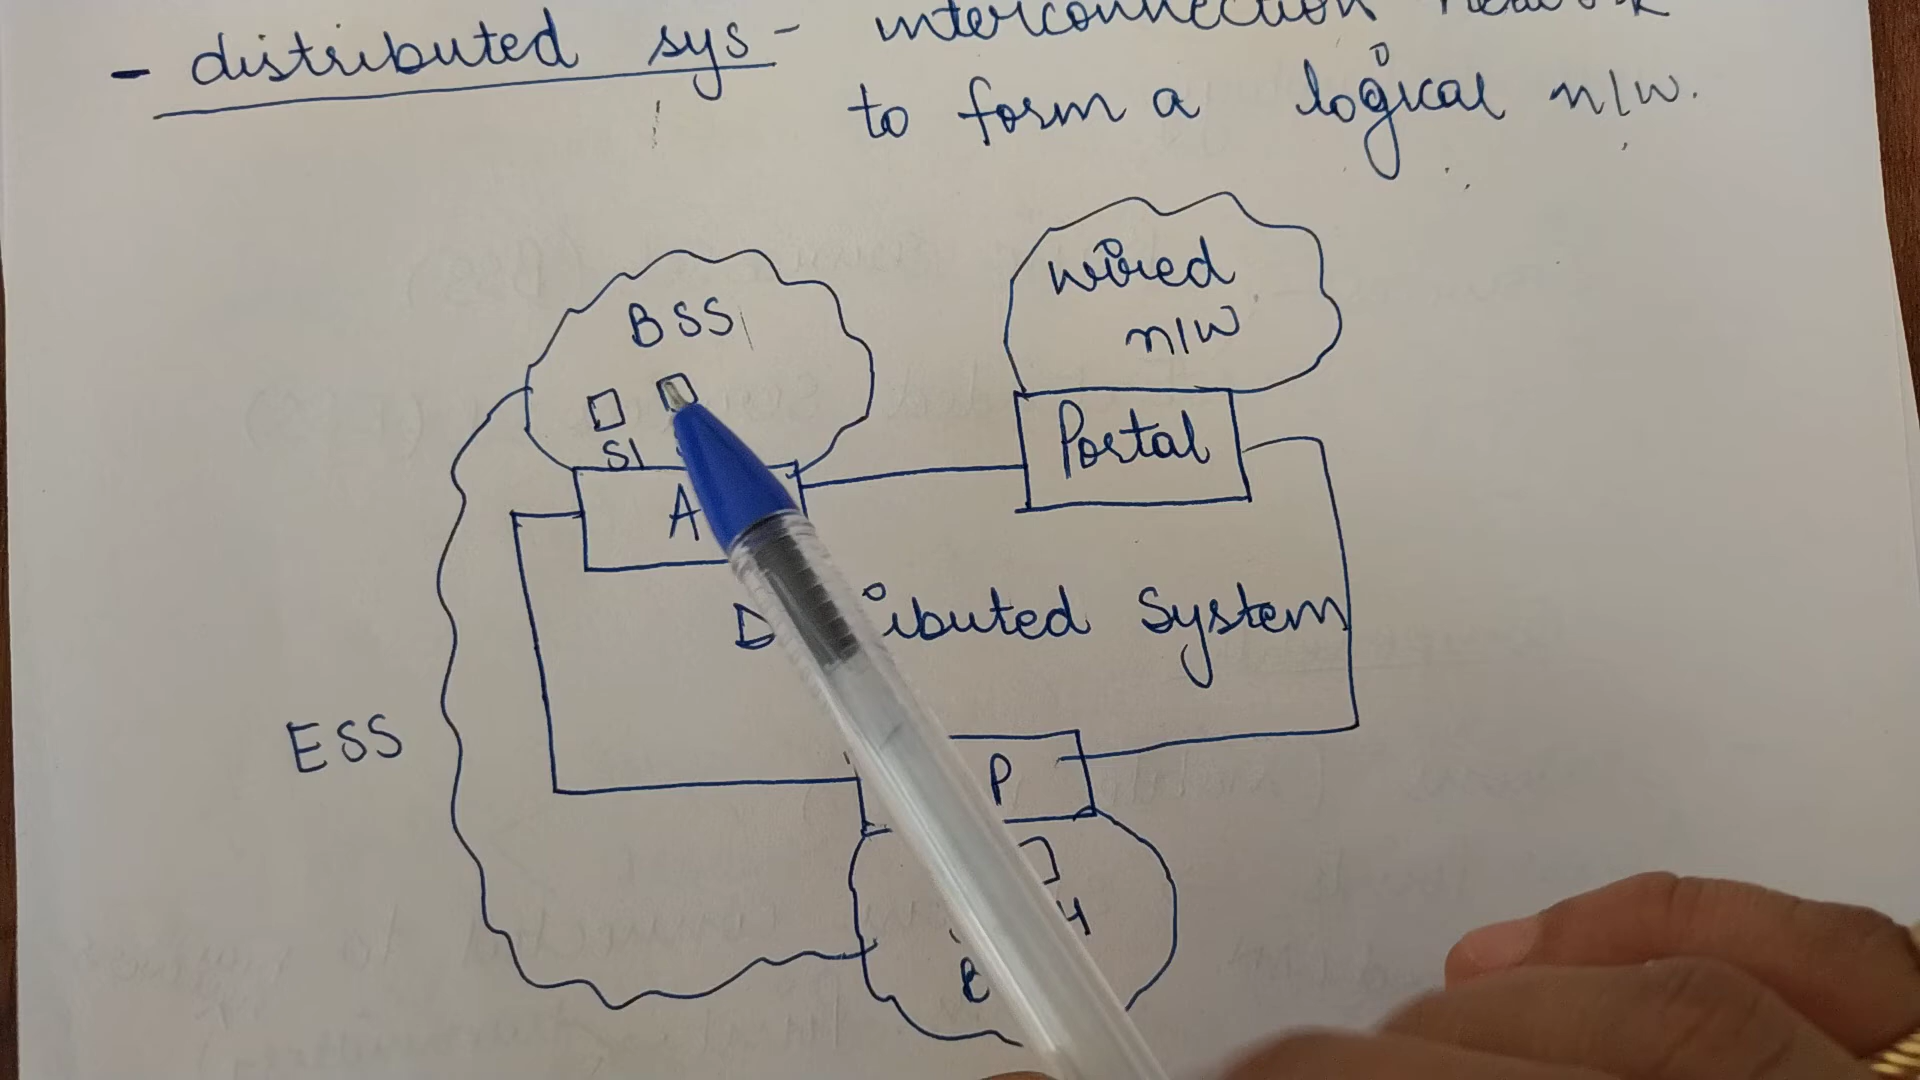 - distributed sys - interconnection network
to form a logical n/w.
BSS
wired
n/w
S1
Portal
A
D ibuted System
ESS
P